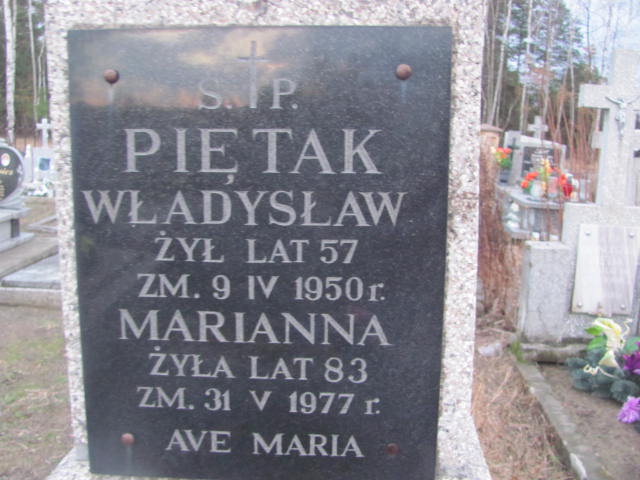 Ś. P.
PIĘTAK
WŁADYSŁAW
ŻYŁ LAT 57
ZM. 9 IV 1950 r.
MARIANNA
ŻYŁA LAT 83
ZM. 31 V 1977 r.
AVE MARIA